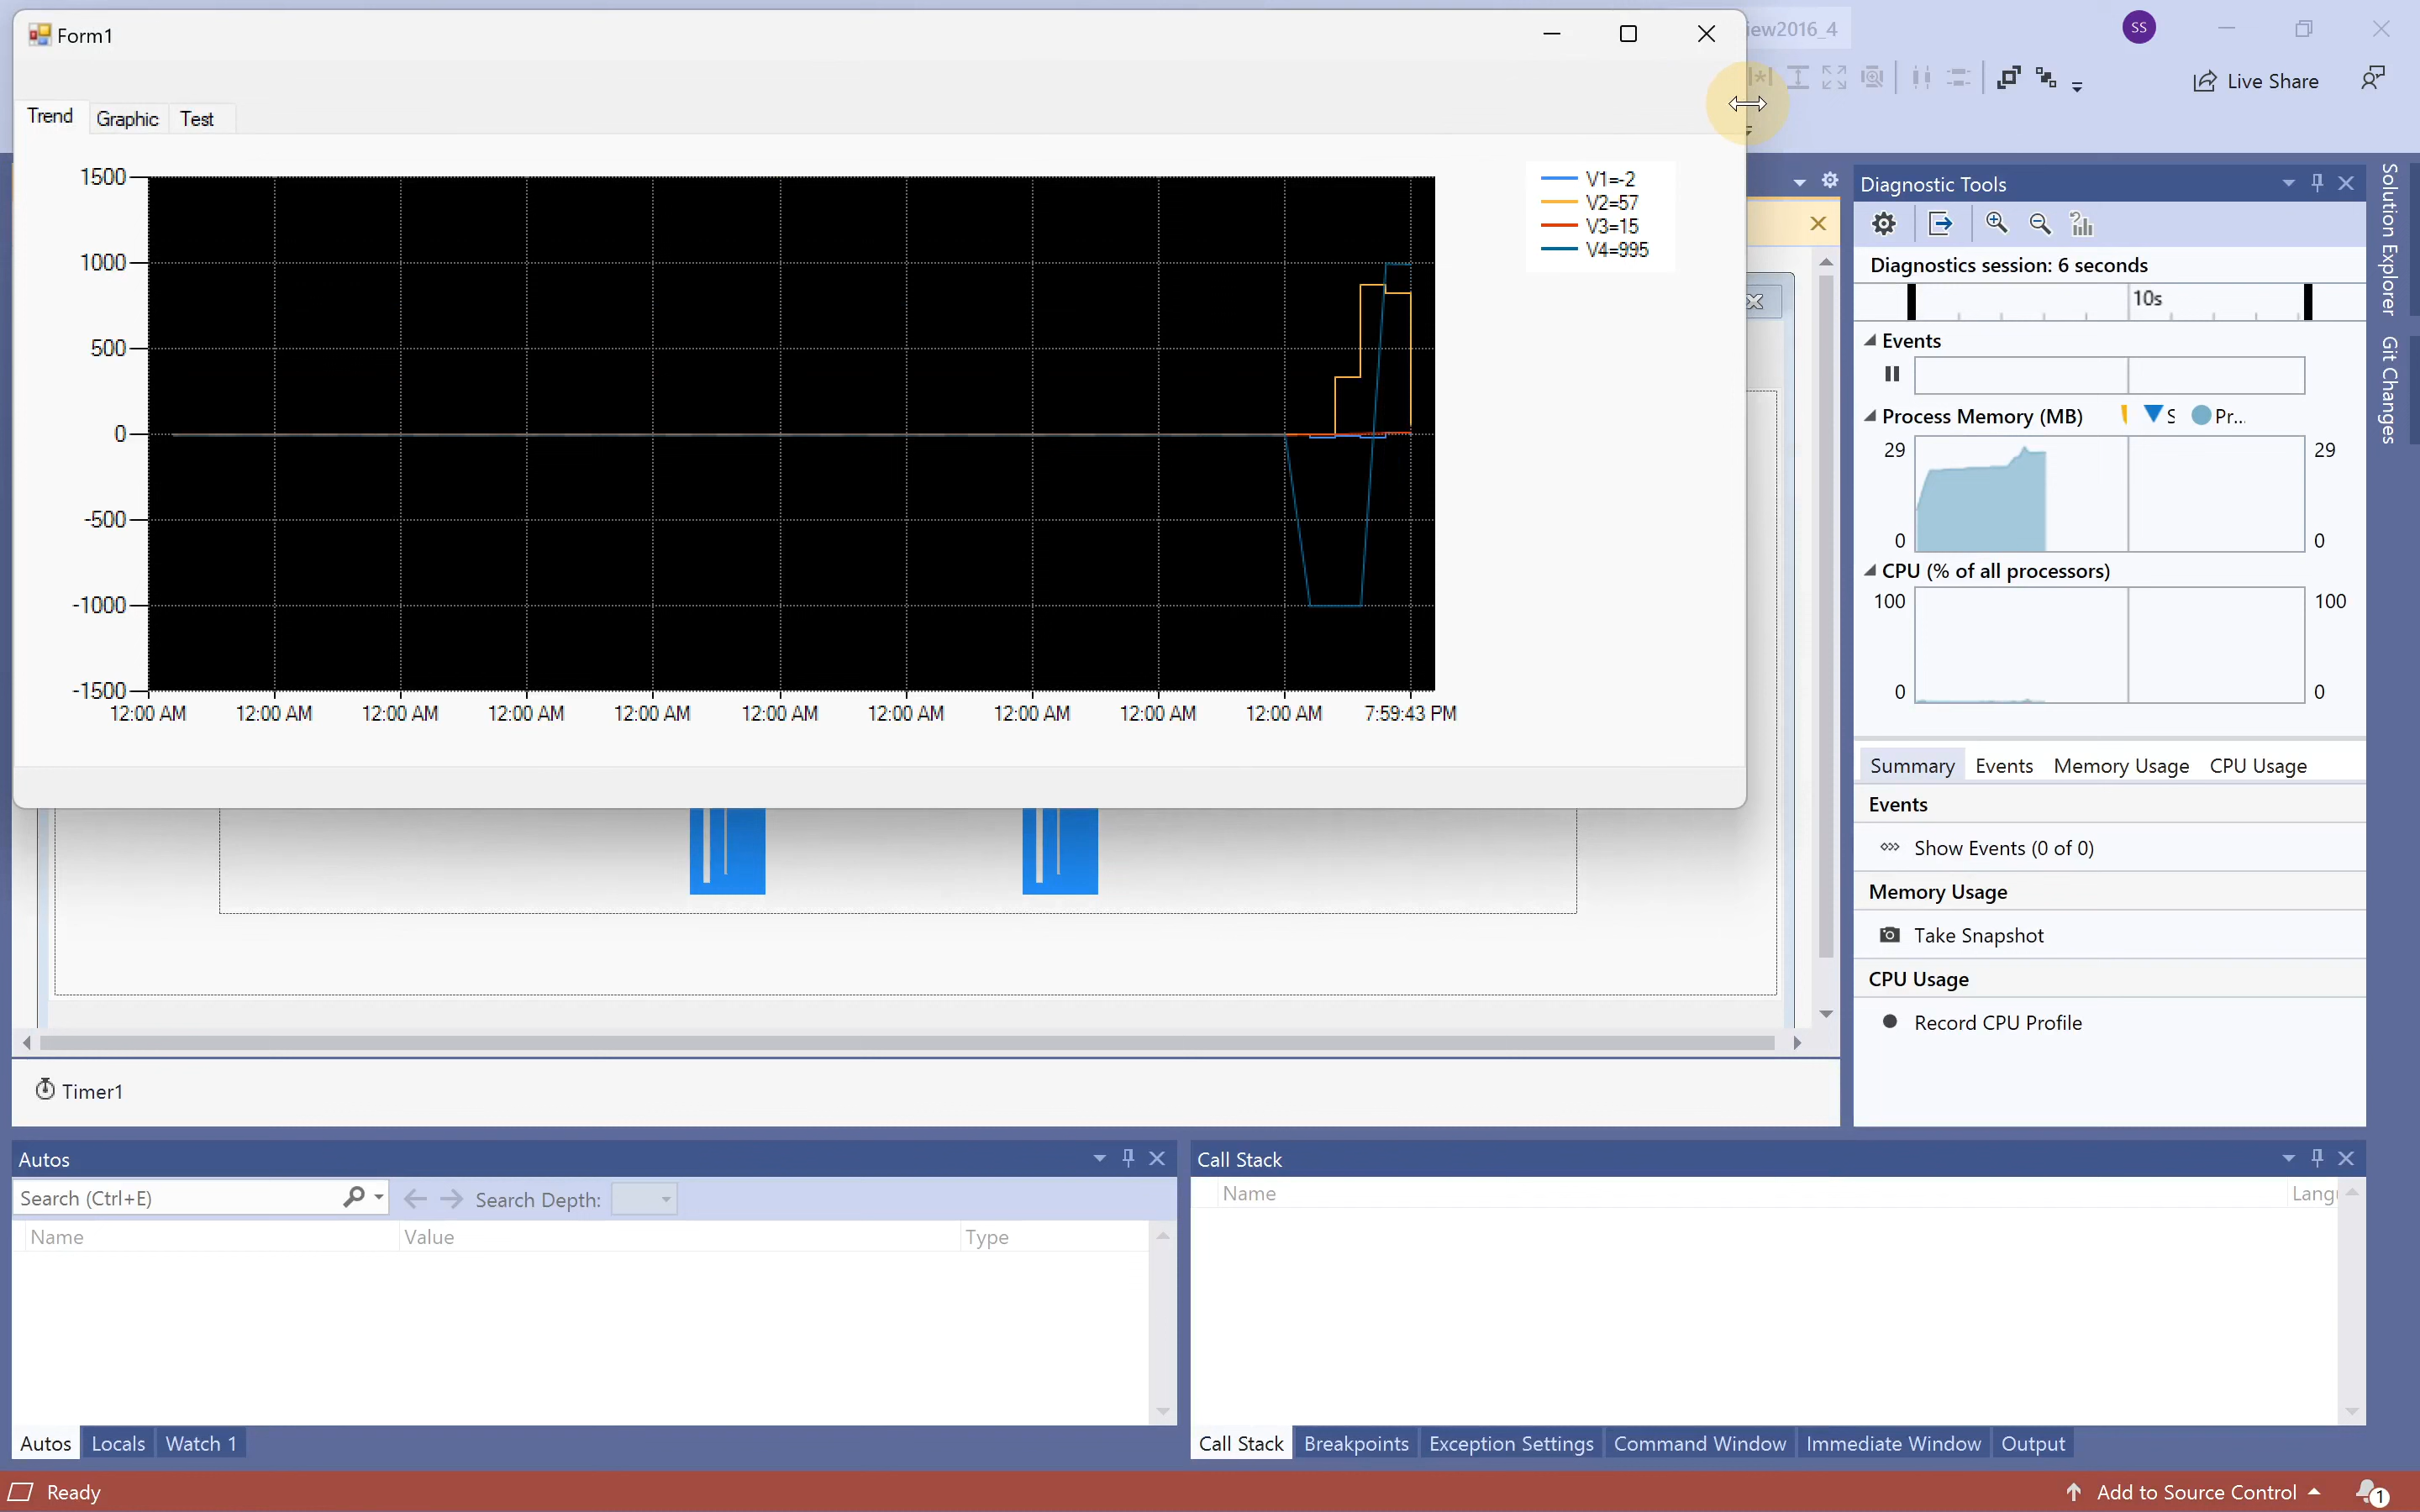 Form1
iew2016_4
SS
Live Share
Trend
Graphic
Test
1500
1000
500
0
-500
-1000
-1500
12:00 AM
12:00 AM
12:00 AM
12:00 AM
12:00 AM
12:00 AM
12:00 AM
12:00 AM
12:00 AM
12:00 AM
7:59:43 PM
V1=-2
V2=57
V3=15
V4=995
Diagnostic Tools
Diagnostics session: 6 seconds
10s
Events
Process Memory (MB)
S
Pr...
29
29
0
0
CPU (% of all processors)
100
100
0
0
Summary
Events
Memory Usage
CPU Usage
Events
Show Events (0 of 0)
Memory Usage
Take Snapshot
CPU Usage
Record CPU Profile
Solution Explorer
Git Changes
Timer1
Autos
Search (Ctrl+E)
Search Depth:
Name
Value
Type
Autos
Locals
Watch 1
Call Stack
Name
Langu
Call Stack
Breakpoints
Exception Settings
Command Window
Immediate Window
Output
Ready
Add to Source Control
1